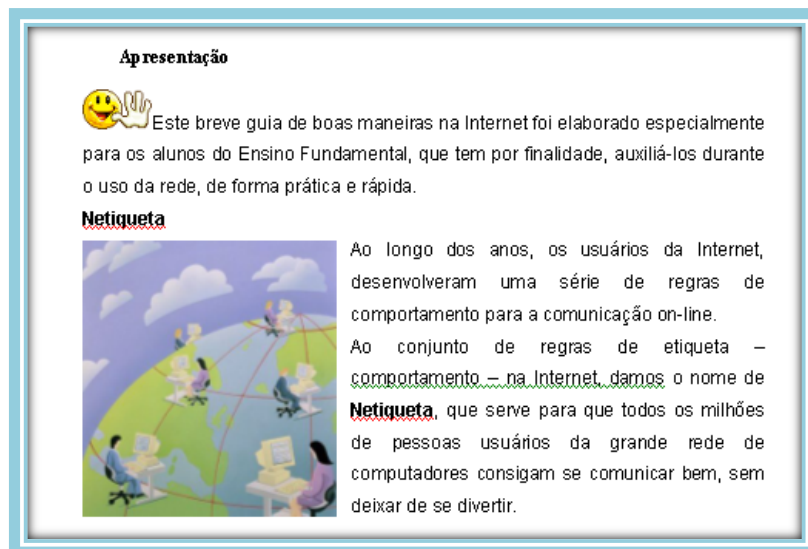 Apresentação
Este breve guia de boas maneiras na Internet foi elaborado especialmente
para os alunos do Ensino Fundamental, que tem por finalidade, auxiliá-los durante
o uso da rede, de forma prática e rápida.
Netiqueta
Ao longo dos anos, os usuários da Internet,
desenvolveram uma série de regras de
comportamento para a comunicação on-line.
Ao conjunto de regras de etiqueta –
comportamento – na Internet, damos o nome de
Netiqueta, que serve para que todos os milhões
de pessoas usuários da grande rede de
computadores consigam se comunicar bem, sem
deixar de se divertir.